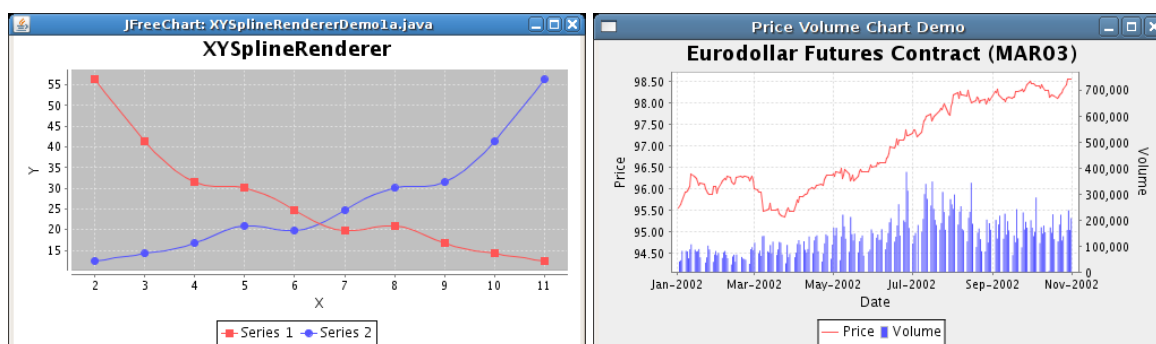 JFreeChart: XYSplineRendererDemo1a.java
XYSplineRenderer
55
50
45
40
35
30
25
20
15
Y
2 3 4 5 6 7 8 9 10 11
X
Series 1 Series 2
Price Volume Chart Demo
Eurodollar Futures Contract (MAR03)
98.50
98.00
97.50
97.00
96.50
96.00
95.50
95.00
94.50
Price
700,000
600,000
500,000
400,000
300,000
200,000
100,000
0
Volume
Jan-2002 Mar-2002 May-2002 Jul-2002 Sep-2002 Nov-2002
Date
Price Volume